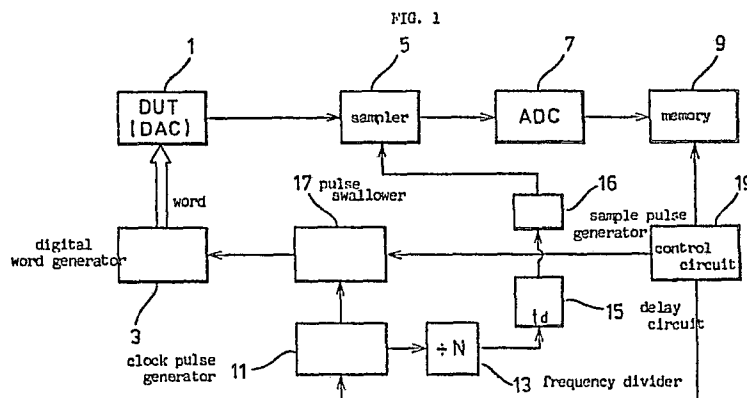 FIG. 1
1
5
7
9
DUT
(DAC)
sampler
ADC
memory
word
17
pulse
swallower
16
sample pulse
generator
19
digital
word generator
control
circuit
3
td
15
delay
circuit
clock pulse
generator
11
÷N
13
frequency divider